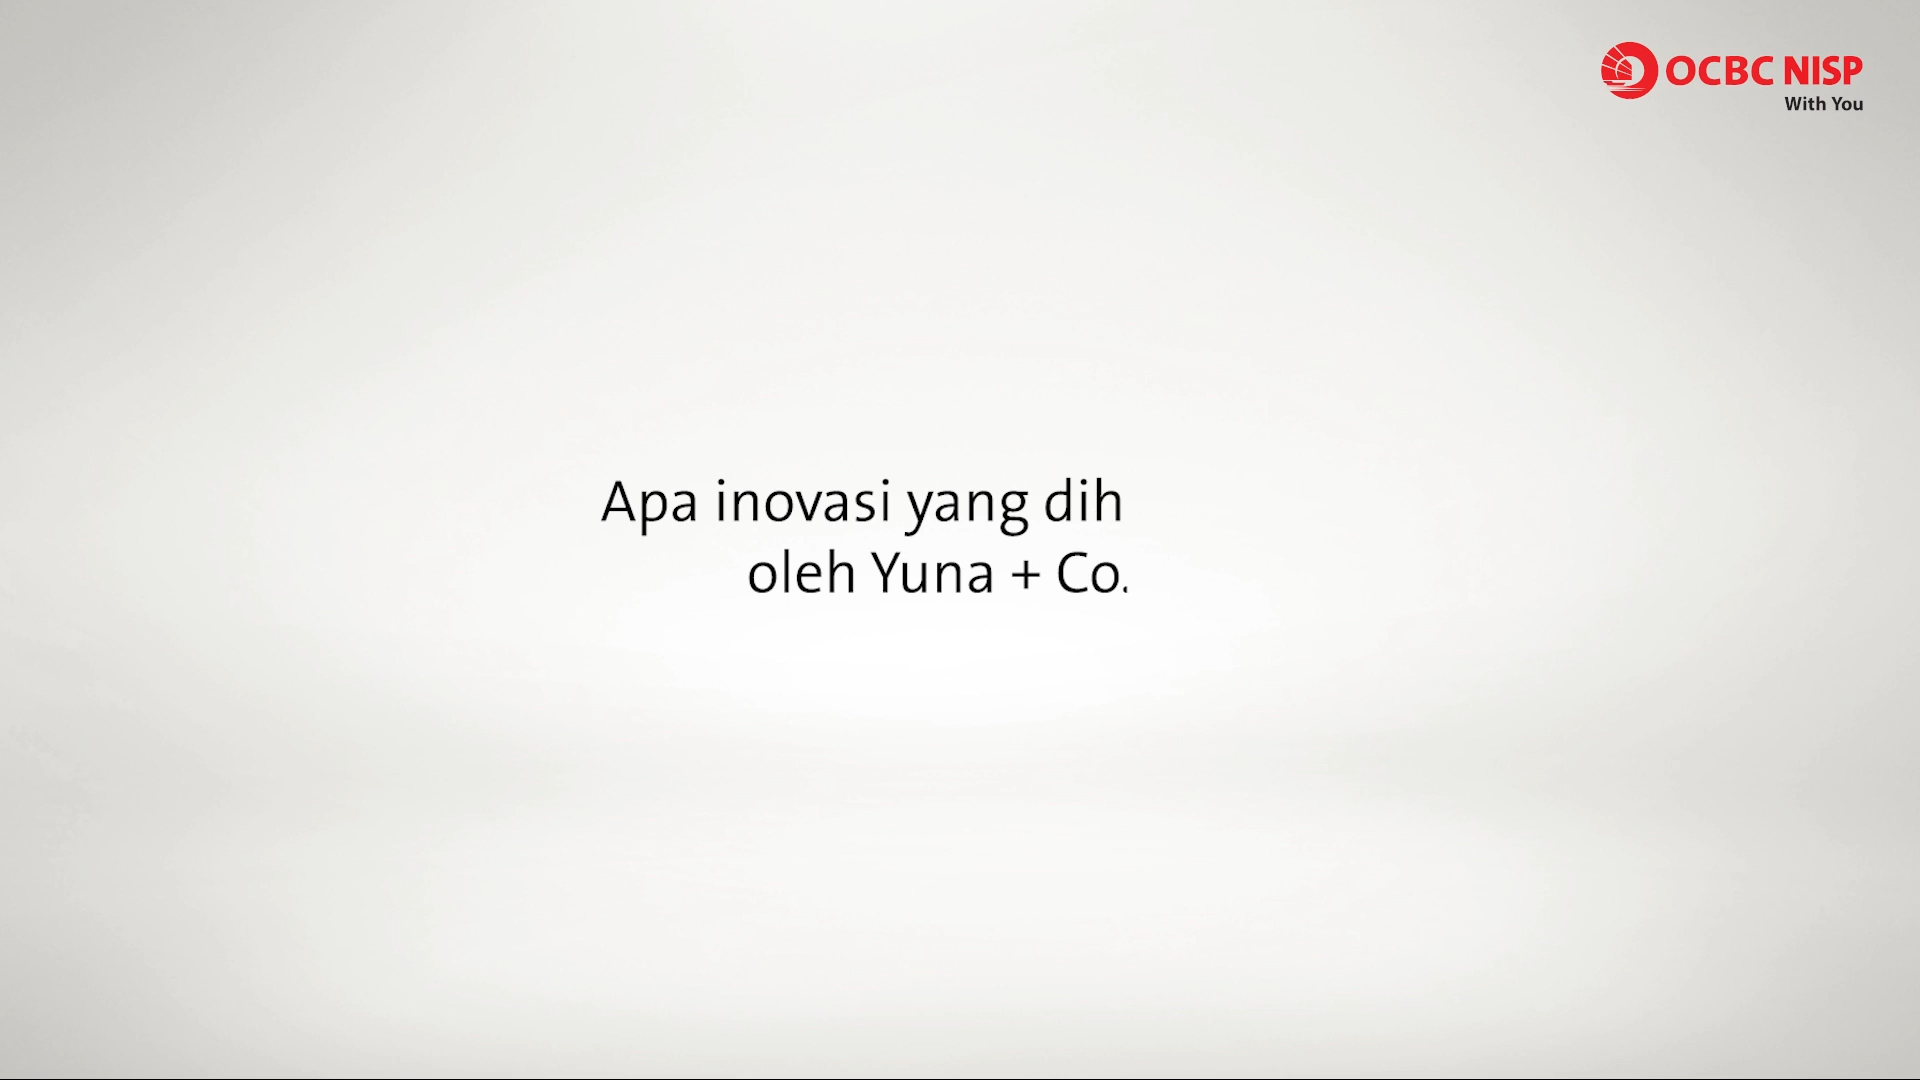 OCBC NISP
With You
Apa inovasi yang dih
oleh Yuna + Co.